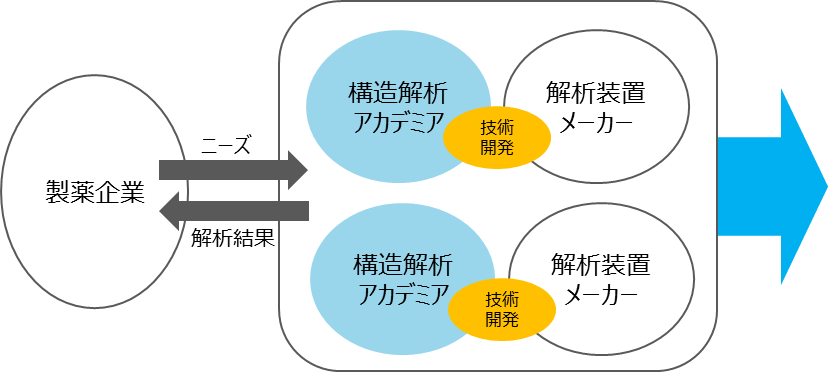 製薬企業
ニーズ
解析結果
構造解析
アカデミア
技術
開発
解析装置
メーカー
構造解析
アカデミア
技術
開発
解析装置
メーカー